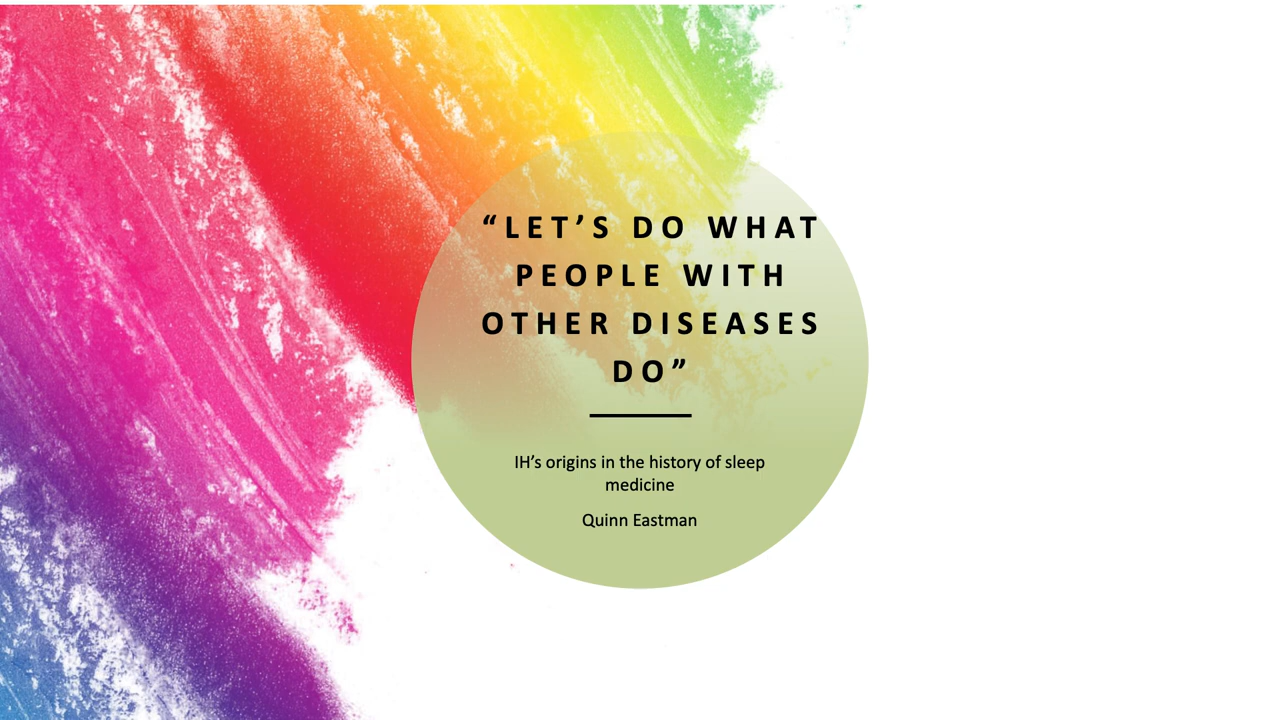 “LET’S DO WHAT
PEOPLE WITH
OTHER DISEASES
DO”
IH’s origins in the history of sleep
medicine
Quinn Eastman